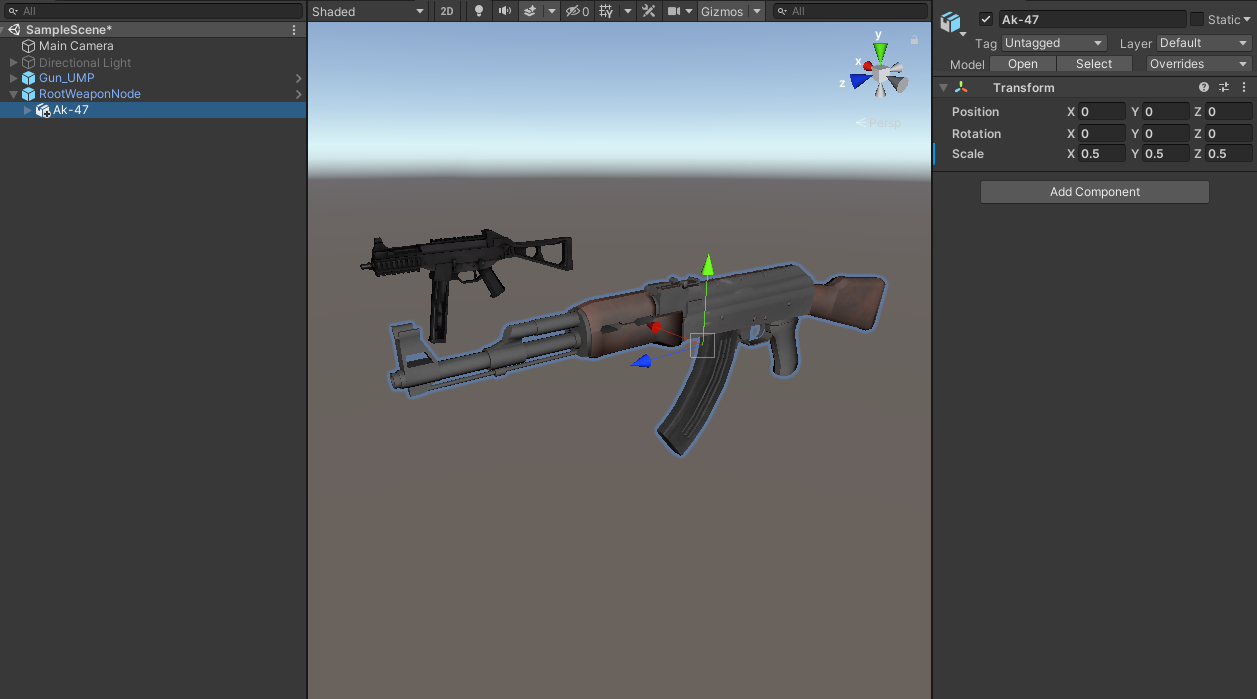 All
SampleScene*
Main Camera
Directional Light
Gun_UMP
RootWeaponNode
Ak-47
Shaded 2D 0 Gizmos All
y
x
z
Persp
Ak-47 Static
Tag Untagged Layer Default
Model Open Select Overrides
Transform
Position X 0 Y 0 Z 0
Rotation X 0 Y 0 Z 0
Scale X 0.5 Y 0.5 Z 0.5
Add Component